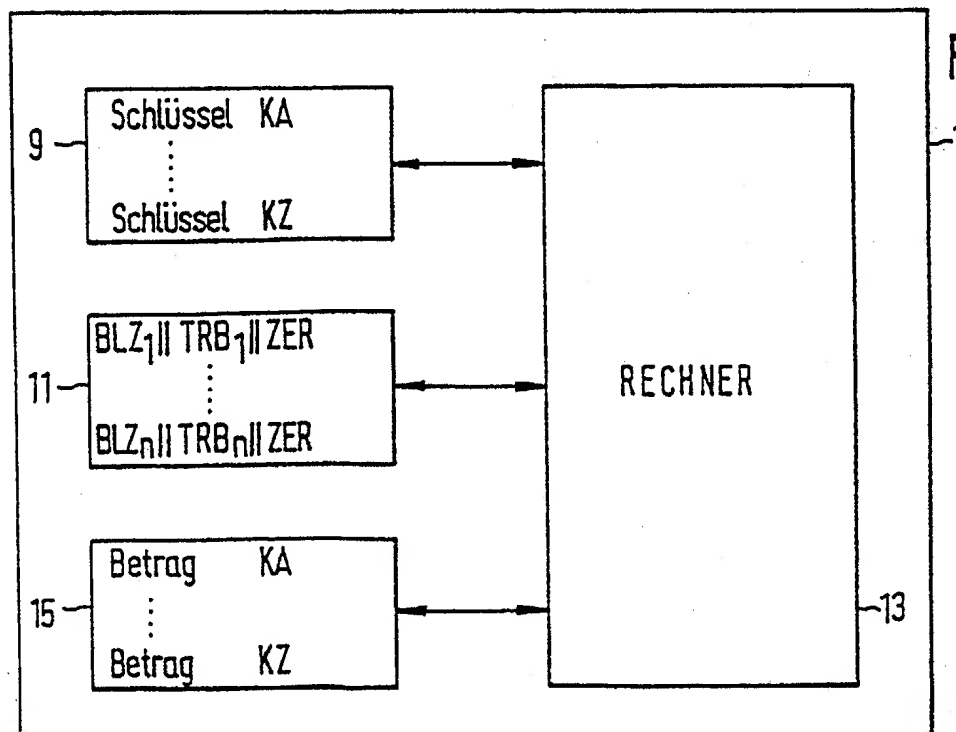 9
Schlüssel KA
Schlüssel KZ
11
BLZ1|| TRB1|| ZER
BLZn|| TRBn|| ZER
15
Betrag KA
Betrag KZ
RECHNER
13